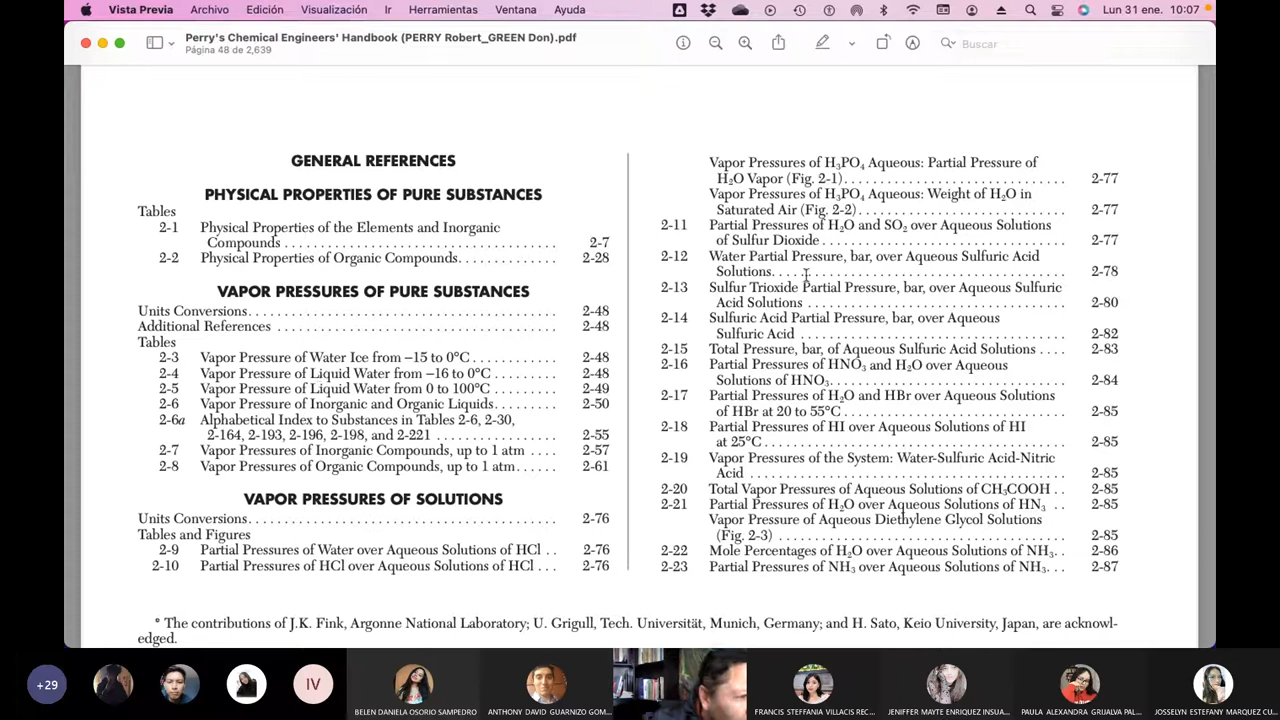 Vista Previa Archivo Edición Visualización Ir Herramientas Ventana Ayuda Lun 31 ene. 10:07
Perry's Chemical Engineers' Handbook (PERRY Robert_GREEN Don).pdf
Página 48 de 2,639
Buscar
GENERAL REFERENCES
PHYSICAL PROPERTIES OF PURE SUBSTANCES
Tables
2-1 Physical Properties of the Elements and Inorganic
Compounds . . . . . . . . . . . . . . . . . . . . . . . . . . . . . . . . . . . 2-7
2-2 Physical Properties of Organic Compounds. . . . . . . . . . . . . 2-28
VAPOR PRESSURES OF PURE SUBSTANCES
Units Conversions. . . . . . . . . . . . . . . . . . . . . . . . . . . . . . . . . . . . . . . 2-48
Additional References . . . . . . . . . . . . . . . . . . . . . . . . . . . . . . . . . . . 2-48
Tables
2-3 Vapor Pressure of Water Ice from −15 to 0°C . . . . . . . . . . . 2-48
2-4 Vapor Pressure of Liquid Water from −16 to 0°C . . . . . . . . 2-48
2-5 Vapor Pressure of Liquid Water from 0 to 100°C . . . . . . . . 2-49
2-6 Vapor Pressure of Inorganic and Organic Liquids. . . . . . . . 2-50
2-6a Alphabetical Index to Substances in Tables 2-6, 2-30,
2-164, 2-193, 2-196, 2-198, and 2-221 . . . . . . . . . . . . . . . . 2-55
2-7 Vapor Pressures of Inorganic Compounds, up to 1 atm . . . . 2-57
2-8 Vapor Pressures of Organic Compounds, up to 1 atm. . . . . . 2-61
VAPOR PRESSURES OF SOLUTIONS
Units Conversions. . . . . . . . . . . . . . . . . . . . . . . . . . . . . . . . . . . . . . . 2-76
Tables and Figures
2-9 Partial Pressures of Water over Aqueous Solutions of HCl . . 2-76
2-10 Partial Pressures of HCl over Aqueous Solutions of HCl . . . 2-76
Vapor Pressures of H₃PO₄ Aqueous: Partial Pressure of
H₂O Vapor (Fig. 2-1). . . . . . . . . . . . . . . . . . . . . . . . . . . . . 2-77
Vapor Pressures of H₃PO₄ Aqueous: Weight of H₂O in
Saturated Air (Fig. 2-2) . . . . . . . . . . . . . . . . . . . . . . . . . . . 2-77
2-11 Partial Pressures of H₂O and SO₂ over Aqueous Solutions
of Sulfur Dioxide . . . . . . . . . . . . . . . . . . . . . . . . . . . . . . . . 2-77
2-12 Water Partial Pressure, bar, over Aqueous Sulfuric Acid
Solutions. . . . . . . . . . . . . . . . . . . . . . . . . . . . . . . . . . . . . . . 2-78
2-13 Sulfur Trioxide Partial Pressure, bar, over Aqueous Sulfuric
Acid Solutions . . . . . . . . . . . . . . . . . . . . . . . . . . . . . . . . . . 2-80
2-14 Sulfuric Acid Partial Pressure, bar, over Aqueous
Sulfuric Acid . . . . . . . . . . . . . . . . . . . . . . . . . . . . . . . . . . . 2-82
2-15 Total Pressure, bar, of Aqueous Sulfuric Acid Solutions . . . . 2-83
2-16 Partial Pressures of HNO₃ and H₂O over Aqueous
Solutions of HNO₃. . . . . . . . . . . . . . . . . . . . . . . . . . . . . . . 2-84
2-17 Partial Pressures of H₂O and HBr over Aqueous Solutions
of HBr at 20 to 55°C . . . . . . . . . . . . . . . . . . . . . . . . . . . . . 2-85
2-18 Partial Pressures of HI over Aqueous Solutions of HI
at 25°C . . . . . . . . . . . . . . . . . . . . . . . . . . . . . . . . . . . . . . . . 2-85
2-19 Vapor Pressures of the System: Water-Sulfuric Acid-Nitric
Acid . . . . . . . . . . . . . . . . . . . . . . . . . . . . . . . . . . . . . . . . . . 2-85
2-20 Total Vapor Pressures of Aqueous Solutions of CH₃COOH . . 2-85
2-21 Partial Pressures of H₂O over Aqueous Solutions of HN₃ . . . 2-85
Vapor Pressure of Aqueous Diethylene Glycol Solutions
(Fig. 2-3) . . . . . . . . . . . . . . . . . . . . . . . . . . . . . . . . . . . . . . 2-85
2-22 Mole Percentages of H₂O over Aqueous Solutions of NH₃. . 2-86
2-23 Partial Pressures of NH₃ over Aqueous Solutions of NH₃. . . 2-87
* The contributions of J.K. Fink, Argonne National Laboratory; U. Grigull, Tech. Universität, Munich, Germany; and H. Sato, Keio University, Japan, are acknowl-
edged.
+29 IV
BELEN DANIELA OSORIO SAMPEDRO ANTHONY DAVID GUARNIZO GOM... FRANCIS STEFFANIA VILLACIS REC... JENIFFER MAYTE ENRIQUEZ INSUA... PAULA ALEXANDRA GRIJALVA PAL... JOSSELYN ESTEFANY MARQUEZ CU...